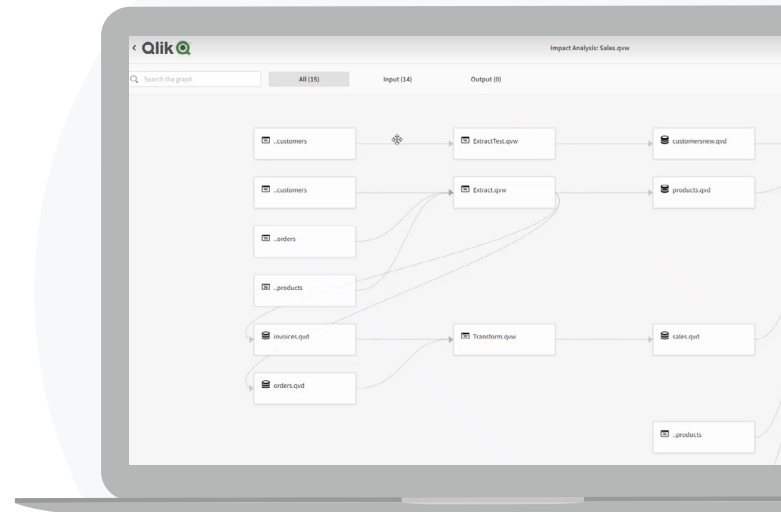 Qlik
Impact Analysis: Sales.qvw
Search the graph
All (15)
Input (14)
Output (0)
..customers
ExtractTest.qvw
customersnew.qvd
..customers
Extract.qvw
products.qvd
..orders
..products
invoices.qvd
Transform.qvw
sales.qvd
orders.qvd
..products